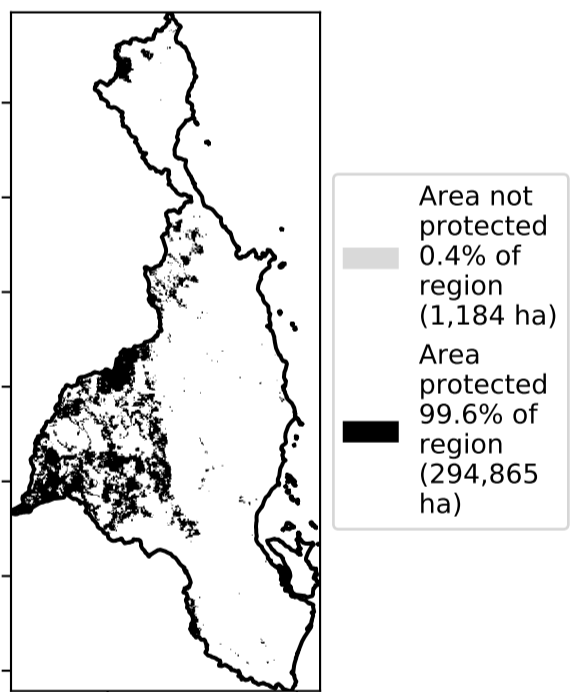 Area not
protected
0.4% of
region
(1,184 ha)
Area
protected
99.6% of
region
(294,865
ha)